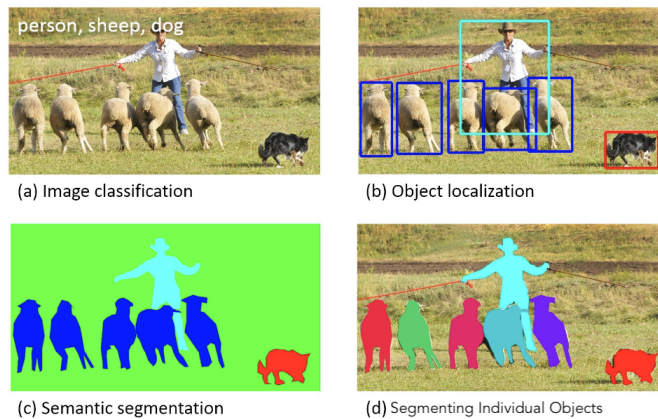 person, sheep, dog
(a) Image classification
(b) Object localization
(c) Semantic segmentation
(d) Segmenting Individual Objects